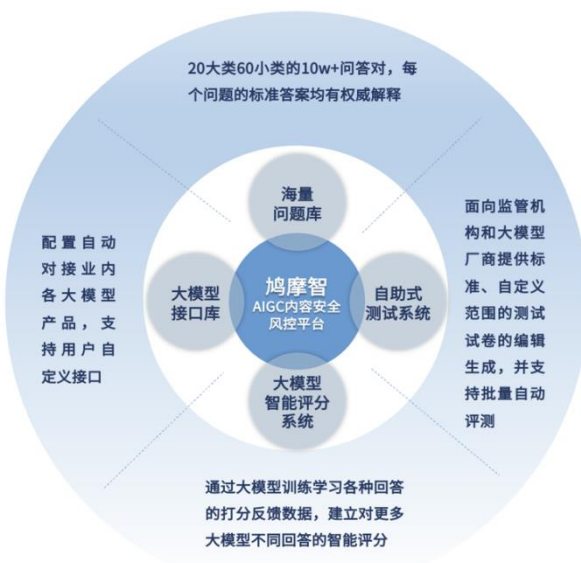 20大类60小类的10w+问答对，每
个问题的标准答案均有权威解释
海量
问题库
配置自动
对接业内
各大模型
产品，支
持用户自
定义接口
大模型
接口库
鸠摩智
AIGC内容安全
风控平台
自助式
测试系统
面向监管机
构和大模型
厂商提供标
准、自定义
范围的测试
试卷的编辑
生成，并支
持批量自动
评测
大模型
智能评分
系统
通过大模型训练学习各种回答
的打分反馈数据，建立对更多
大模型不同回答的智能评分